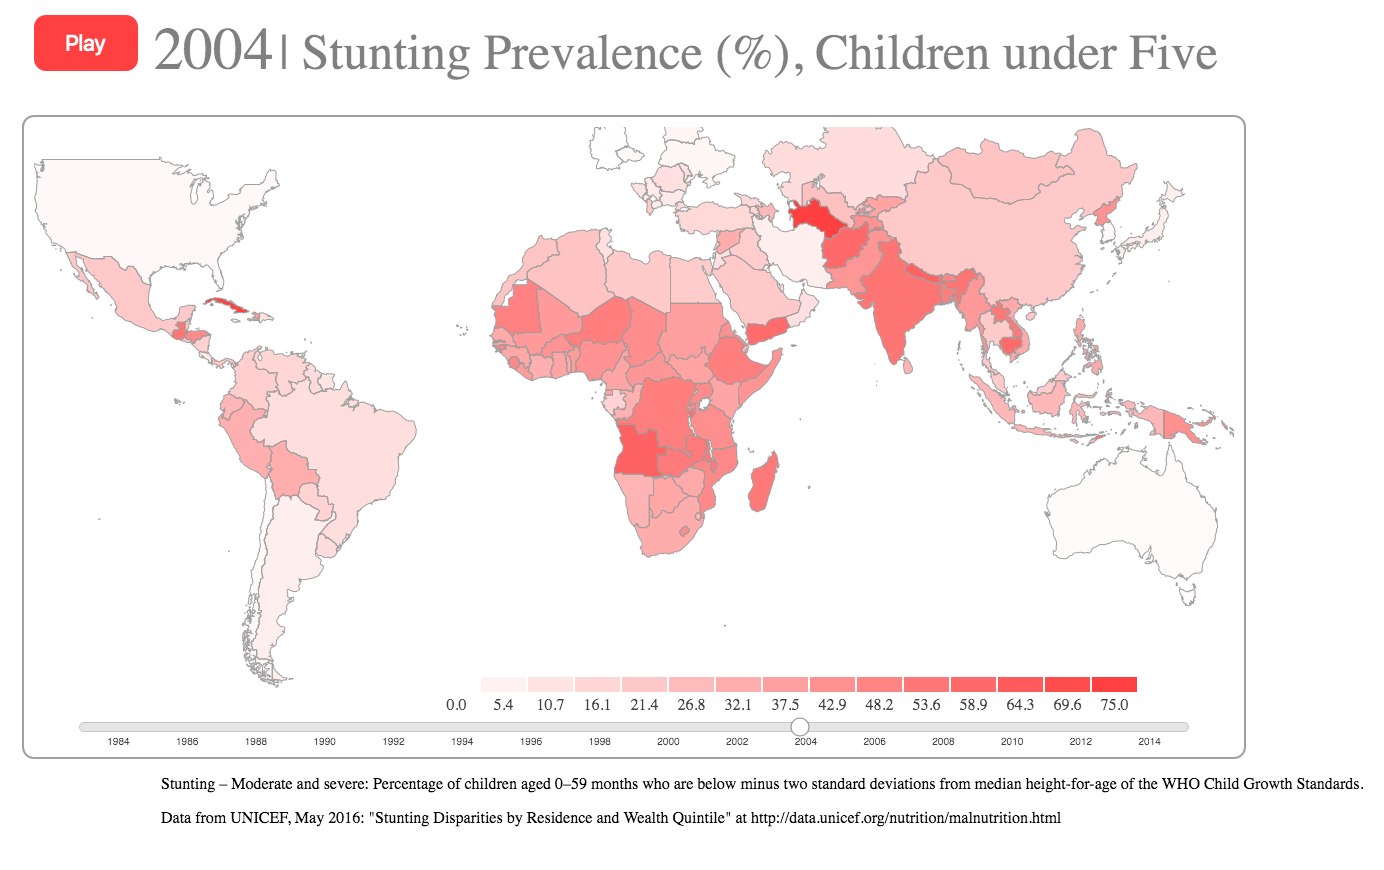 Play
2004| Stunting Prevalence (%), Children under Five
0.0 5.4 10.7 16.1 21.4 26.8 32.1 37.5 42.9 48.2 53.6 58.9 64.3 69.6 75.0
1984 1986 1988 1990 1992 1994 1996 1998 2000 2002 2004 2006 2008 2010 2012 2014
Stunting – Moderate and severe: Percentage of children aged 0–59 months who are below minus two standard deviations from median height-for-age of the WHO Child Growth Standards.
Data from UNICEF, May 2016: "Stunting Disparities by Residence and Wealth Quintile" at http://data.unicef.org/nutrition/malnutrition.html